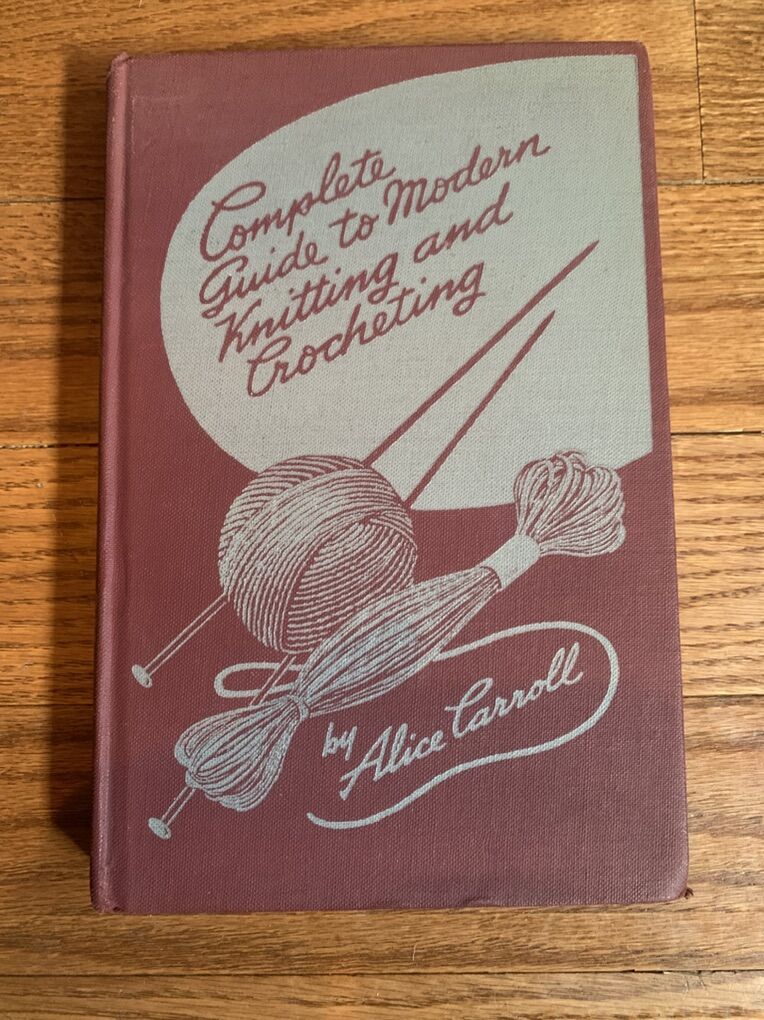 Complete
Guide to Modern
Knitting and
Crocheting
by Alice Carroll